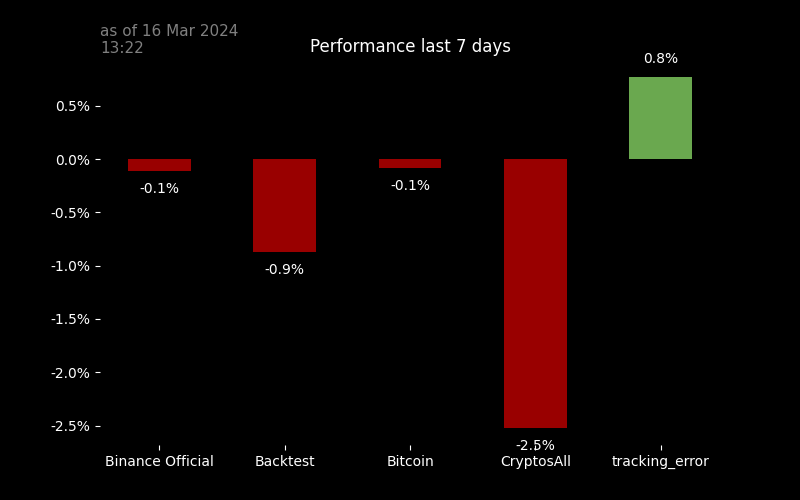 as of 16 Mar 2024
13:22
Performance last 7 days
0.8%
0.5%
0.0%
-0.1%
-0.1%
-0.5%
-0.9%
-1.0%
-1.5%
-2.0%
-2.5%
-2.5%
Binance Official
Backtest
Bitcoin
CryptosAll
tracking_error